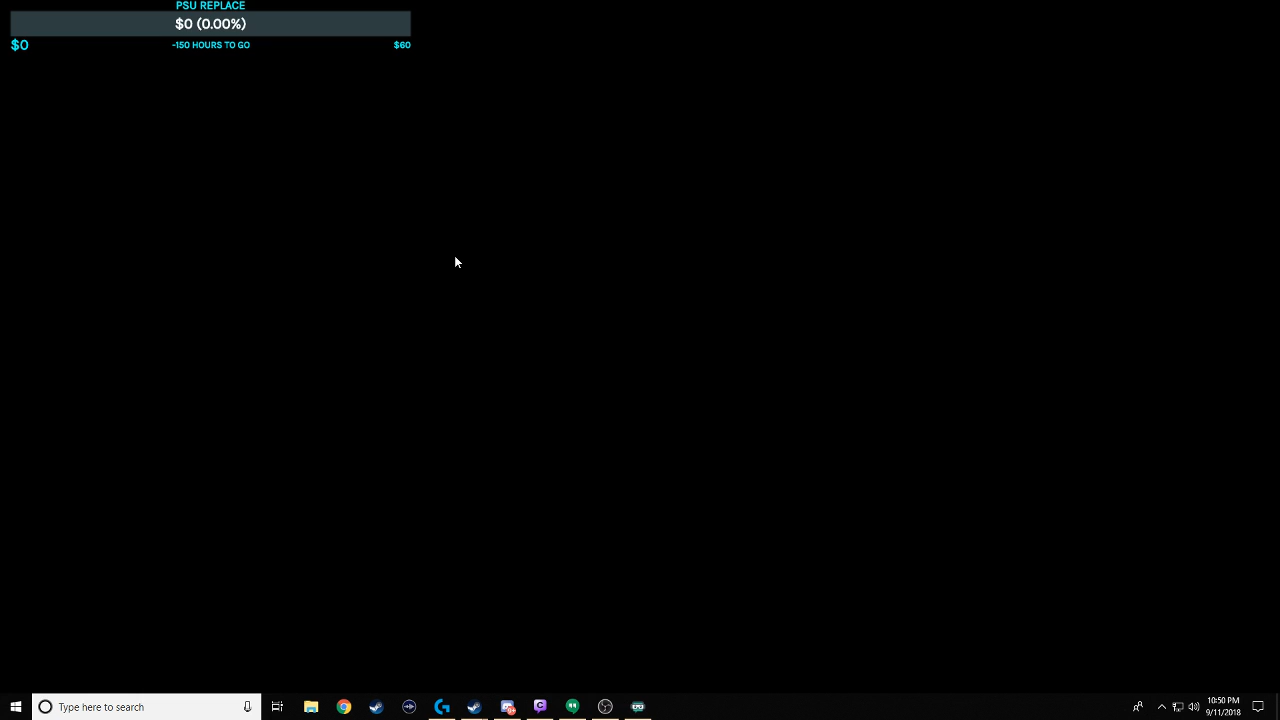 PSU REPLACE
$0 (0.00%)
$0 -150 HOURS TO GO $60
Type here to search
10:50 PM
9/11/2018